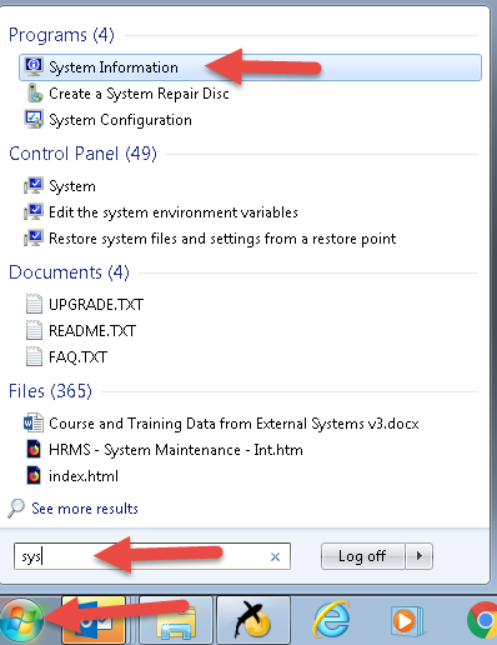 Programs (4)
System Information
Create a System Repair Disc
System Configuration
Control Panel (49)
System
Edit the system environment variables
Restore system files and settings from a restore point
Documents (4)
UPGRADE.TXT
README.TXT
FAQ.TXT
Files (365)
Course and Training Data from External Systems v3.docx
HRMS - System Maintenance - Int.htm
index.html
See more results
sys
Log off